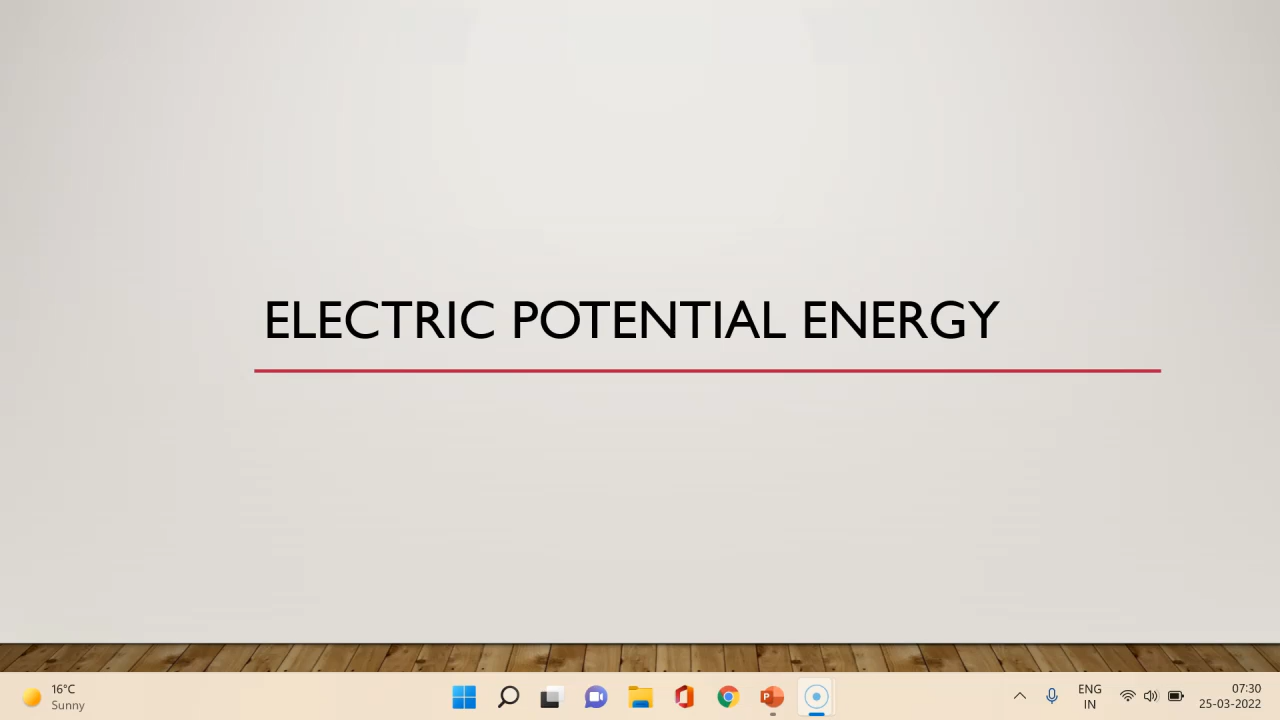 ELECTRIC POTENTIAL ENERGY
16°C
Sunny
P
ENG
IN
07:30
25-03-2022